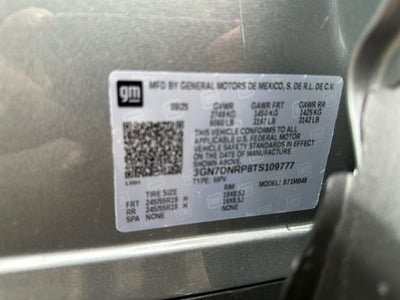 gm
MFD BY GENERAL MOTORS DE MEXICO, S. DE R.L. DE C.V.
09/25 GVWR GAWR FRT GAWR RR
2749 KG 1450 KG 1425 KG
6060 LB 3197 LB 3142 LB
THIS VEHICLE CONFORMS TO ALL
APPLICABLE U.S. FEDERAL MOTOR
VEHICLE SAFETY STANDARDS IN EFFECT
ON THE DATE OF MANUFACTURE
SHOWN ABOVE.
3GN7DNRP8TS109777
TYPE: MPV MODEL:
TIRE SIZE RIM
FRT 245/55R19 H 19X8.5J
RR 245/55R19 H 19X8.5J
SPA NONE NONE